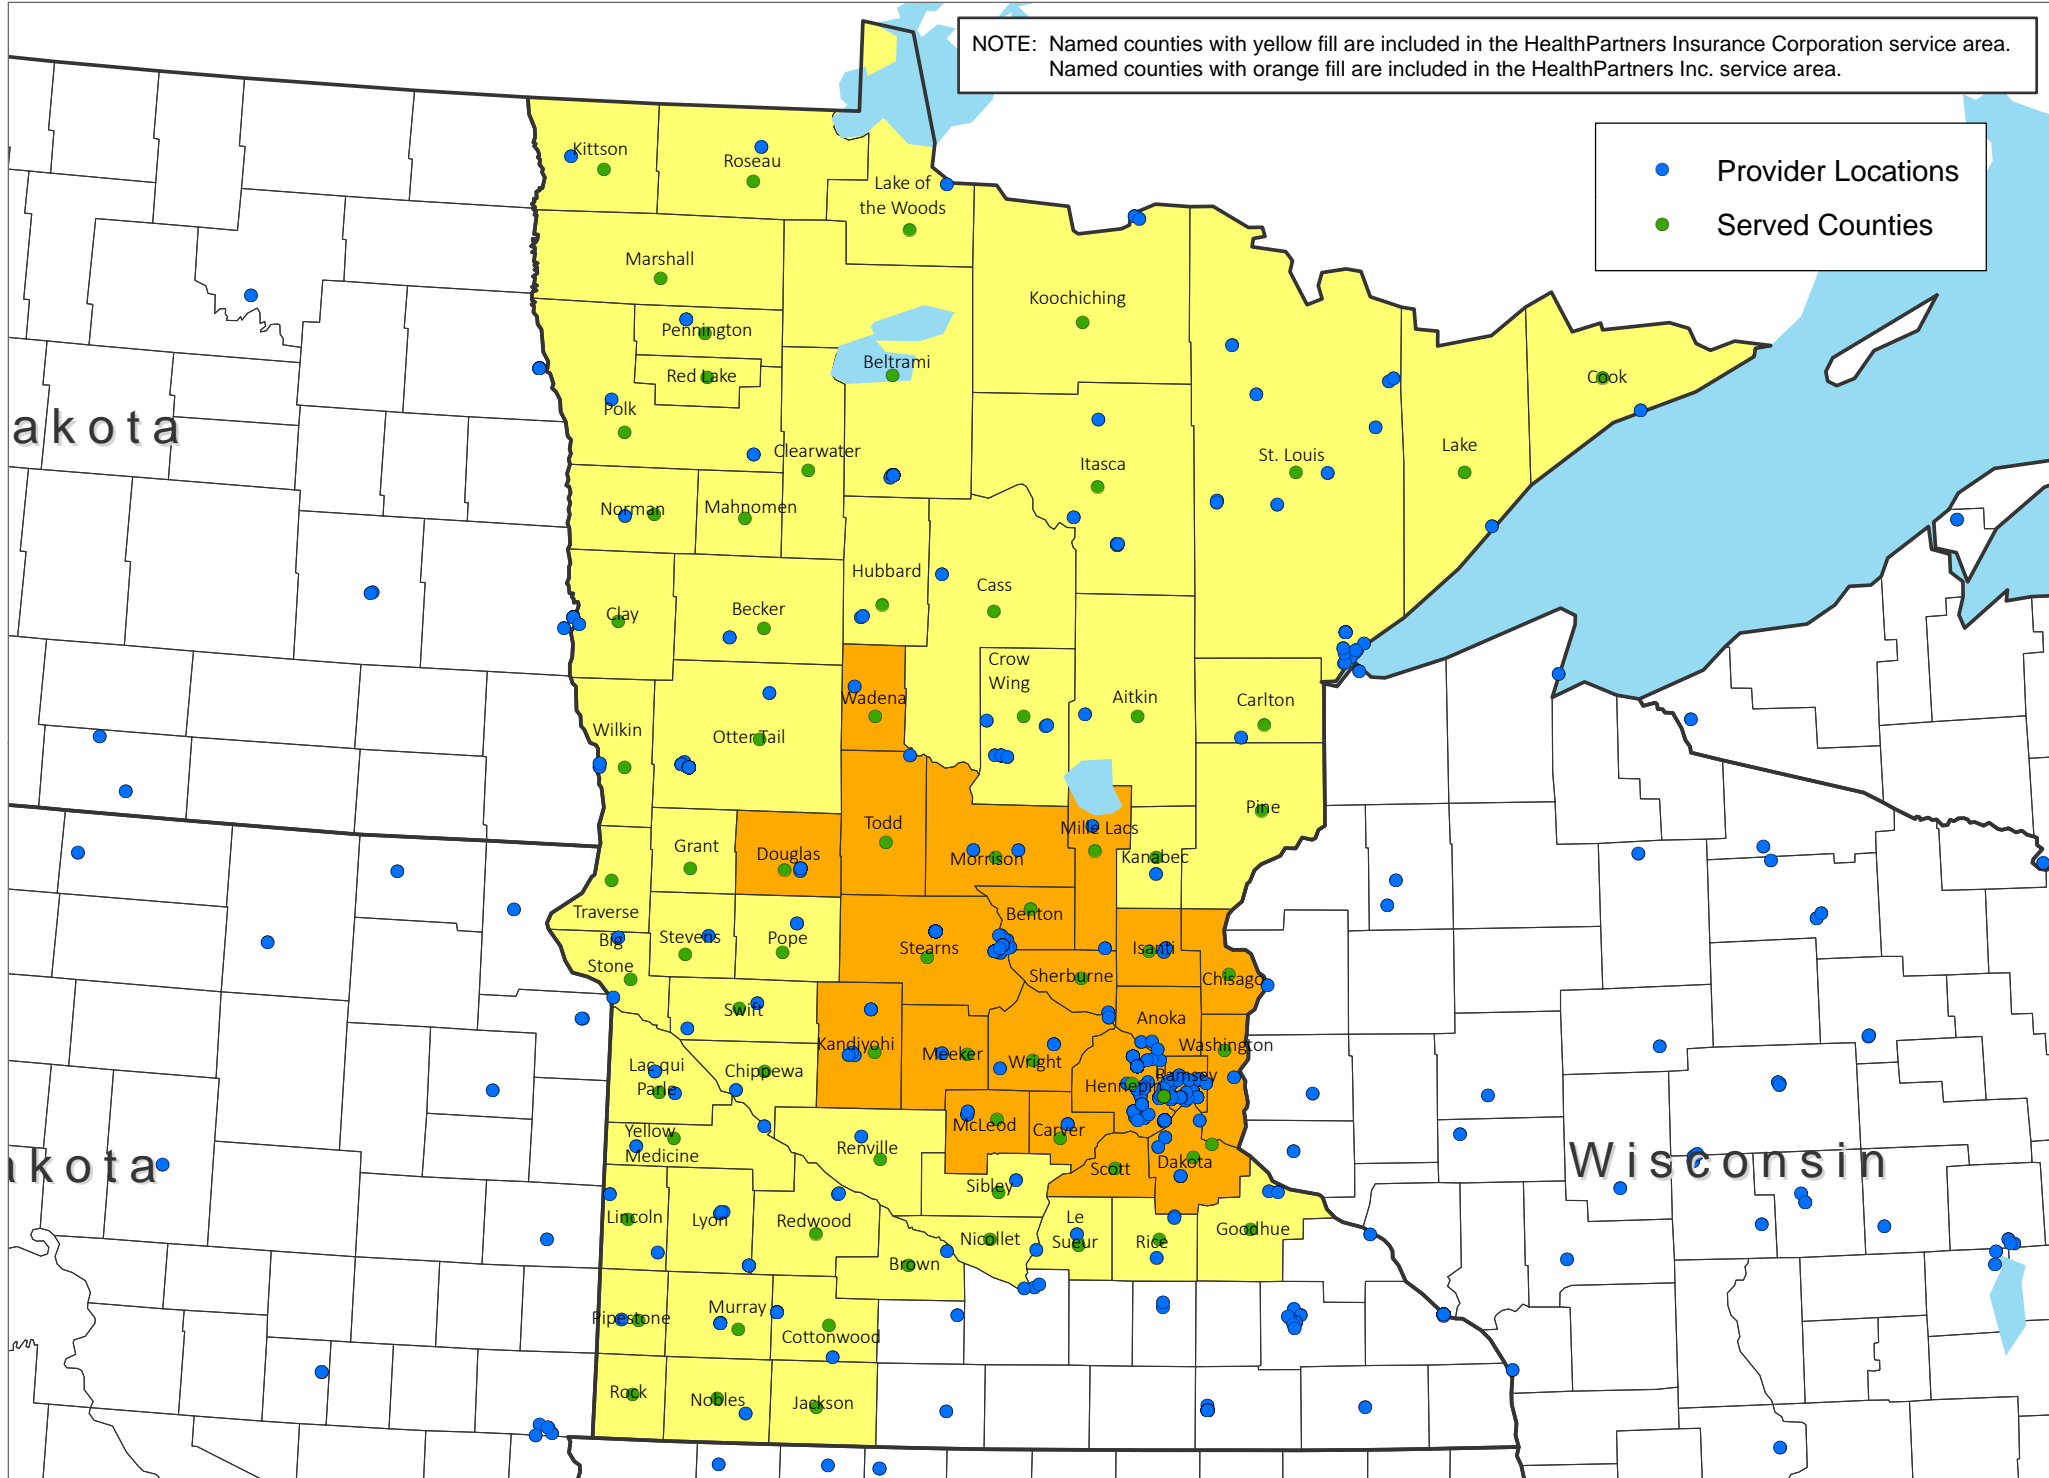 NOTE: Named counties with yellow fill are included in the HealthPartners Insurance Corporation service area.
Named counties with orange fill are included in the HealthPartners Inc. service area.
Provider Locations
Served Counties
Kittson
Roseau
Lake of
the Woods
Marshall
Koochiching
Pennington
Beltrami
Red Lake
Cook
Polk
akota
Clearwater
Itasca
St. Louis
Lake
Norman
Mahnomen
Hubbard
Cass
Clay
Becker
Crow
Wing
Wadena
Aitkin
Carlton
Wilkin
Otter Tail
Pine
Todd
Mille Lacs
Grant
Douglas
Morrison
Kanabec
Traverse
Benton
Big
Stone
Stevens
Pope
Stearns
Isanti
Sherburne
Chisago
Swift
Anoka
Kandiyohi
Meeker
Wright
Washington
Lac qui
Parle
Chippewa
Hennepin
Ramsey
McLeod
Carver
Yellow
Medicine
Renville
akota
Scott
Dakota
Wisconsin
Sibley
Lincoln
Lyon
Redwood
Le
Sueur
Rice
Goodhue
Nicollet
Brown
Pipestone
Murray
Cottonwood
Rock
Nobles
Jackson